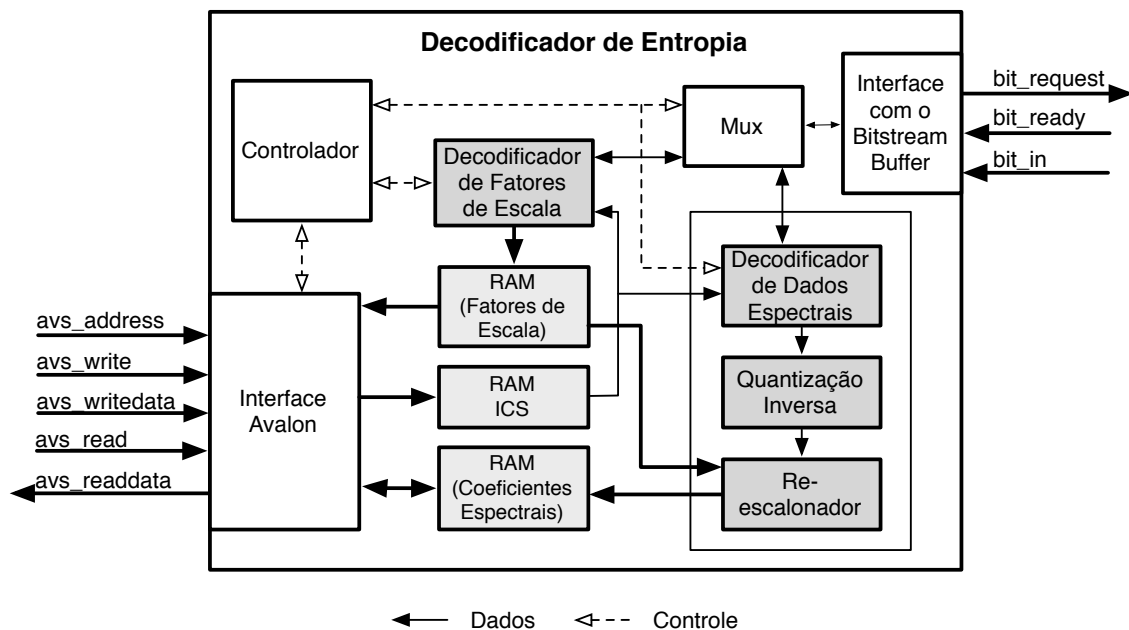 Decodificador de Entropia
Controlador
Mux
Interface
com o
Bitstream
Buffer
bit_request
bit_ready
bit_in
Decodificador
de Fatores
de Escala
RAM
(Fatores de
Escala)
RAM
ICS
RAM
(Coeficientes
Espectrais)
Decodificador
de Dados
Espectrais
Quantização
Inversa
Re-
escalonador
avs_address
avs_write
avs_writedata
avs_read
avs_readdata
Interface
Avalon
Dados
Controle